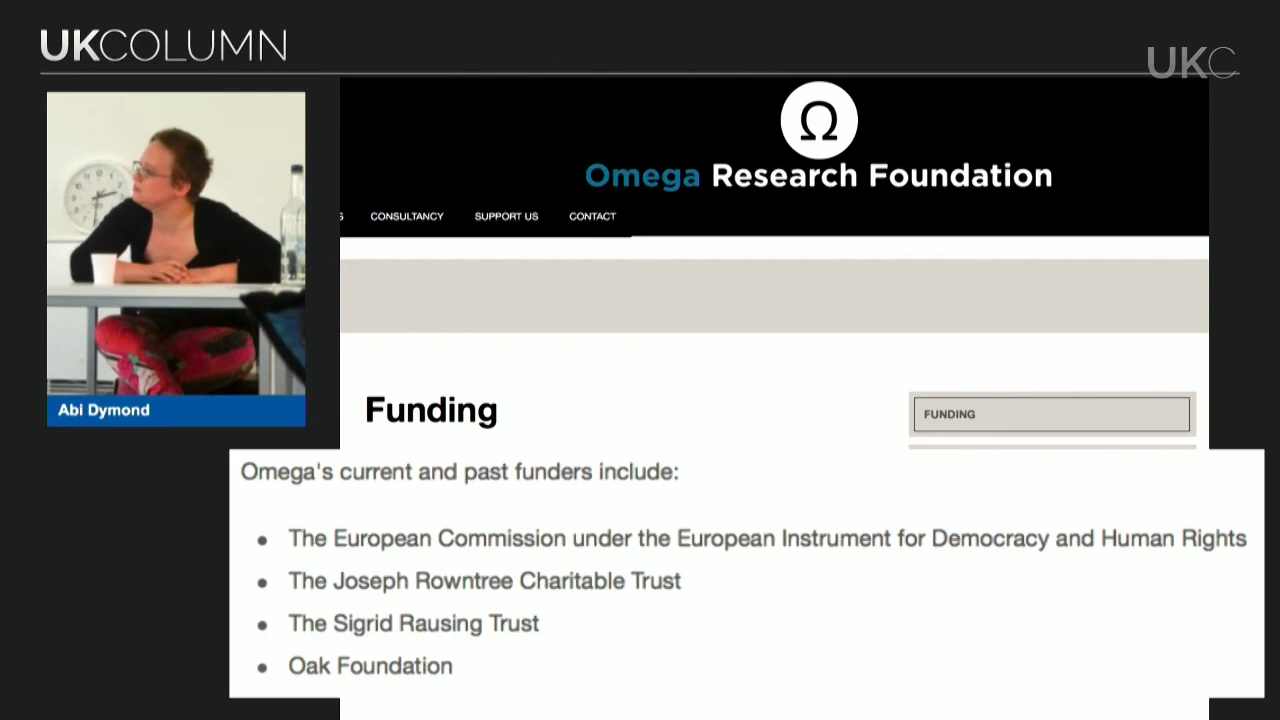 UKCOLUMN
UKC
Ω
Omega Research Foundation
S CONSULTANCY SUPPORT US CONTACT
Abi Dymond
Funding
FUNDING
Omega's current and past funders include:
• The European Commission under the European Instrument for Democracy and Human Rights
• The Joseph Rowntree Charitable Trust
• The Sigrid Rausing Trust
• Oak Foundation